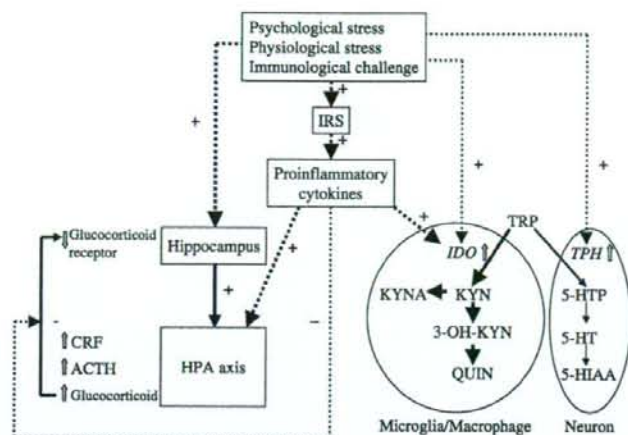 Psychological stress
Physiological stress
Immunological challenge
+
+
+
+
IRS
+
Proinflammatory
cytokines
+
+
TRP
Glucocorticoid
receptor
Hippocampus
IDO ⇧
TPH ⇧
+
KYNA
KYN
5-HTP
-
–
3-OH-KYN
5-HT
⇧ CRF
⇧ ACTH
⇧ Glucocorticoid
HPA axis
QUIN
5-HIAA
Microglia/Macrophage
Neuron